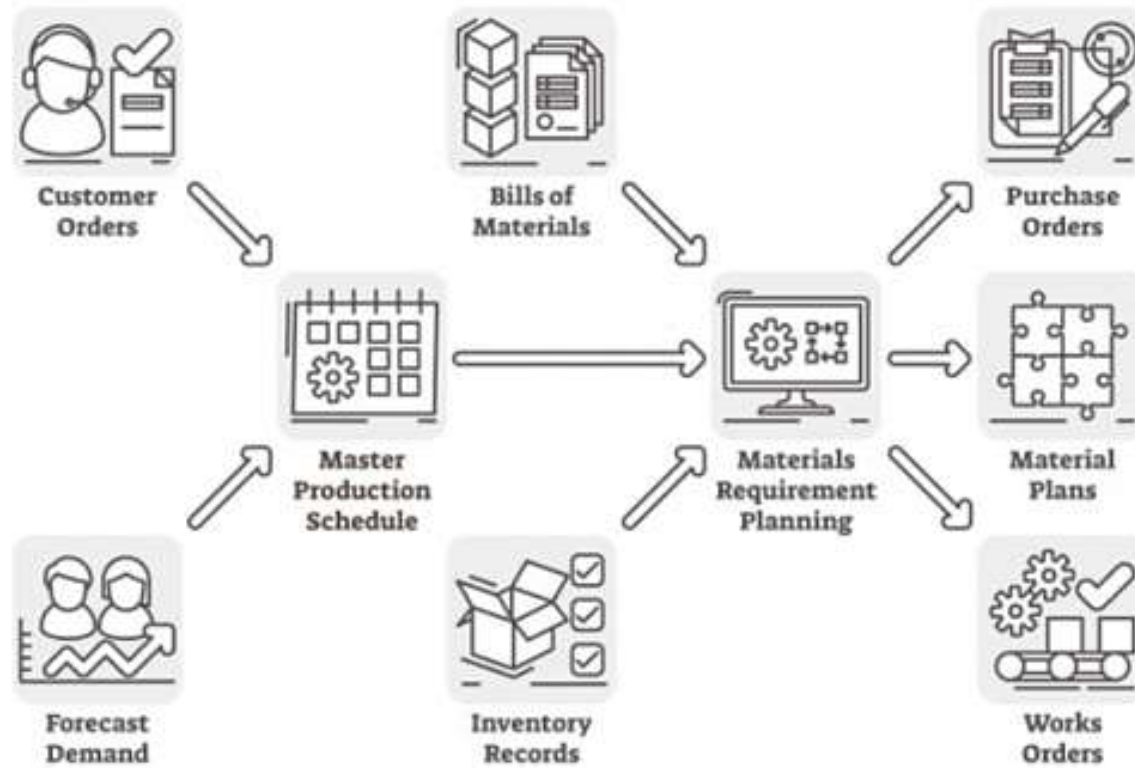 Customer
Orders
Bills of
Materials
Purchase
Orders
Master
Production
Schedule
Materials
Requirement
Planning
Material
Plans
Forecast
Demand
Inventory
Records
Works
Orders